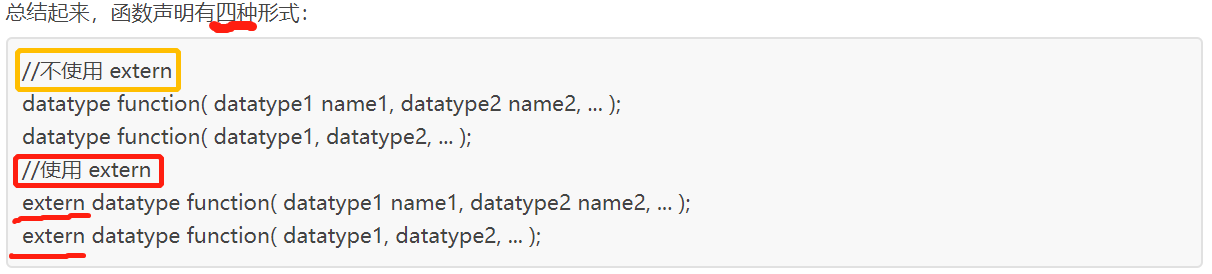 总结起来，函数声明有四种形式：
//不使用 extern
datatype function( datatype1 name1, datatype2 name2, ... );
datatype function( datatype1, datatype2, ... );
//使用 extern
extern datatype function( datatype1 name1, datatype2 name2, ... );
extern datatype function( datatype1, datatype2, ... );